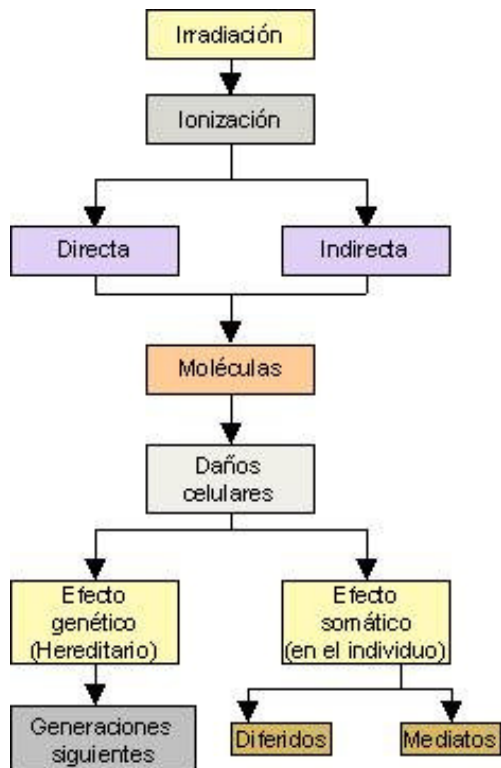 Irradiación
Ionización
Directa
Indirecta
Moléculas
Daños
celulares
Efecto
genético
(Hereditario)
Efecto
somático
(en el individuo)
Generaciones
siguientes
Diferidos
Mediatos